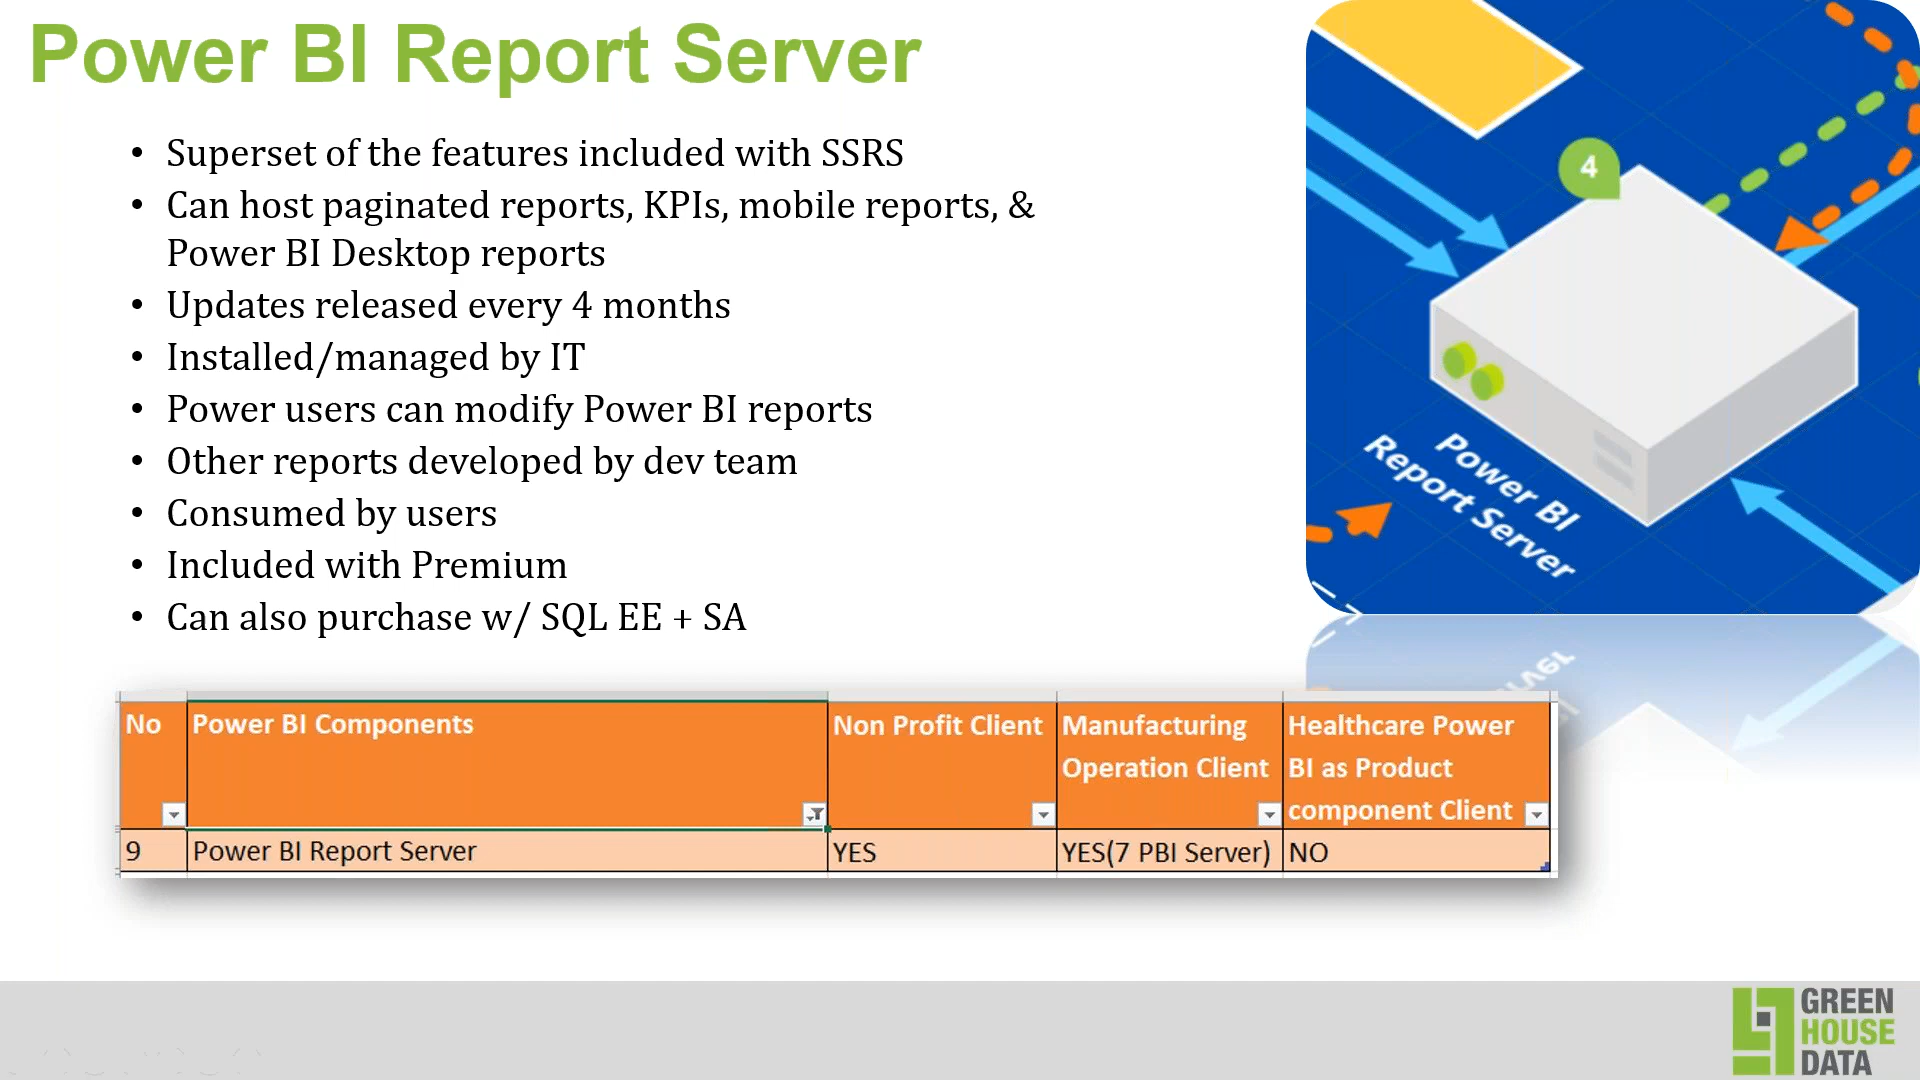 Power BI Report Server
• Superset of the features included with SSRS
• Can host paginated reports, KPIs, mobile reports, &
Power BI Desktop reports
• Updates released every 4 months
• Installed/managed by IT
• Power users can modify Power BI reports
• Other reports developed by dev team
• Consumed by users
• Included with Premium
• Can also purchase w/ SQL EE + SA
4
Power BI
Report Server
No
Power BI Components
Non Profit Client
Manufacturing
Operation Client
Healthcare Power
BI as Product
component Client
9
Power BI Report Server
YES
YES(7 PBI Server)
NO
GREEN
HOUSE
DATA